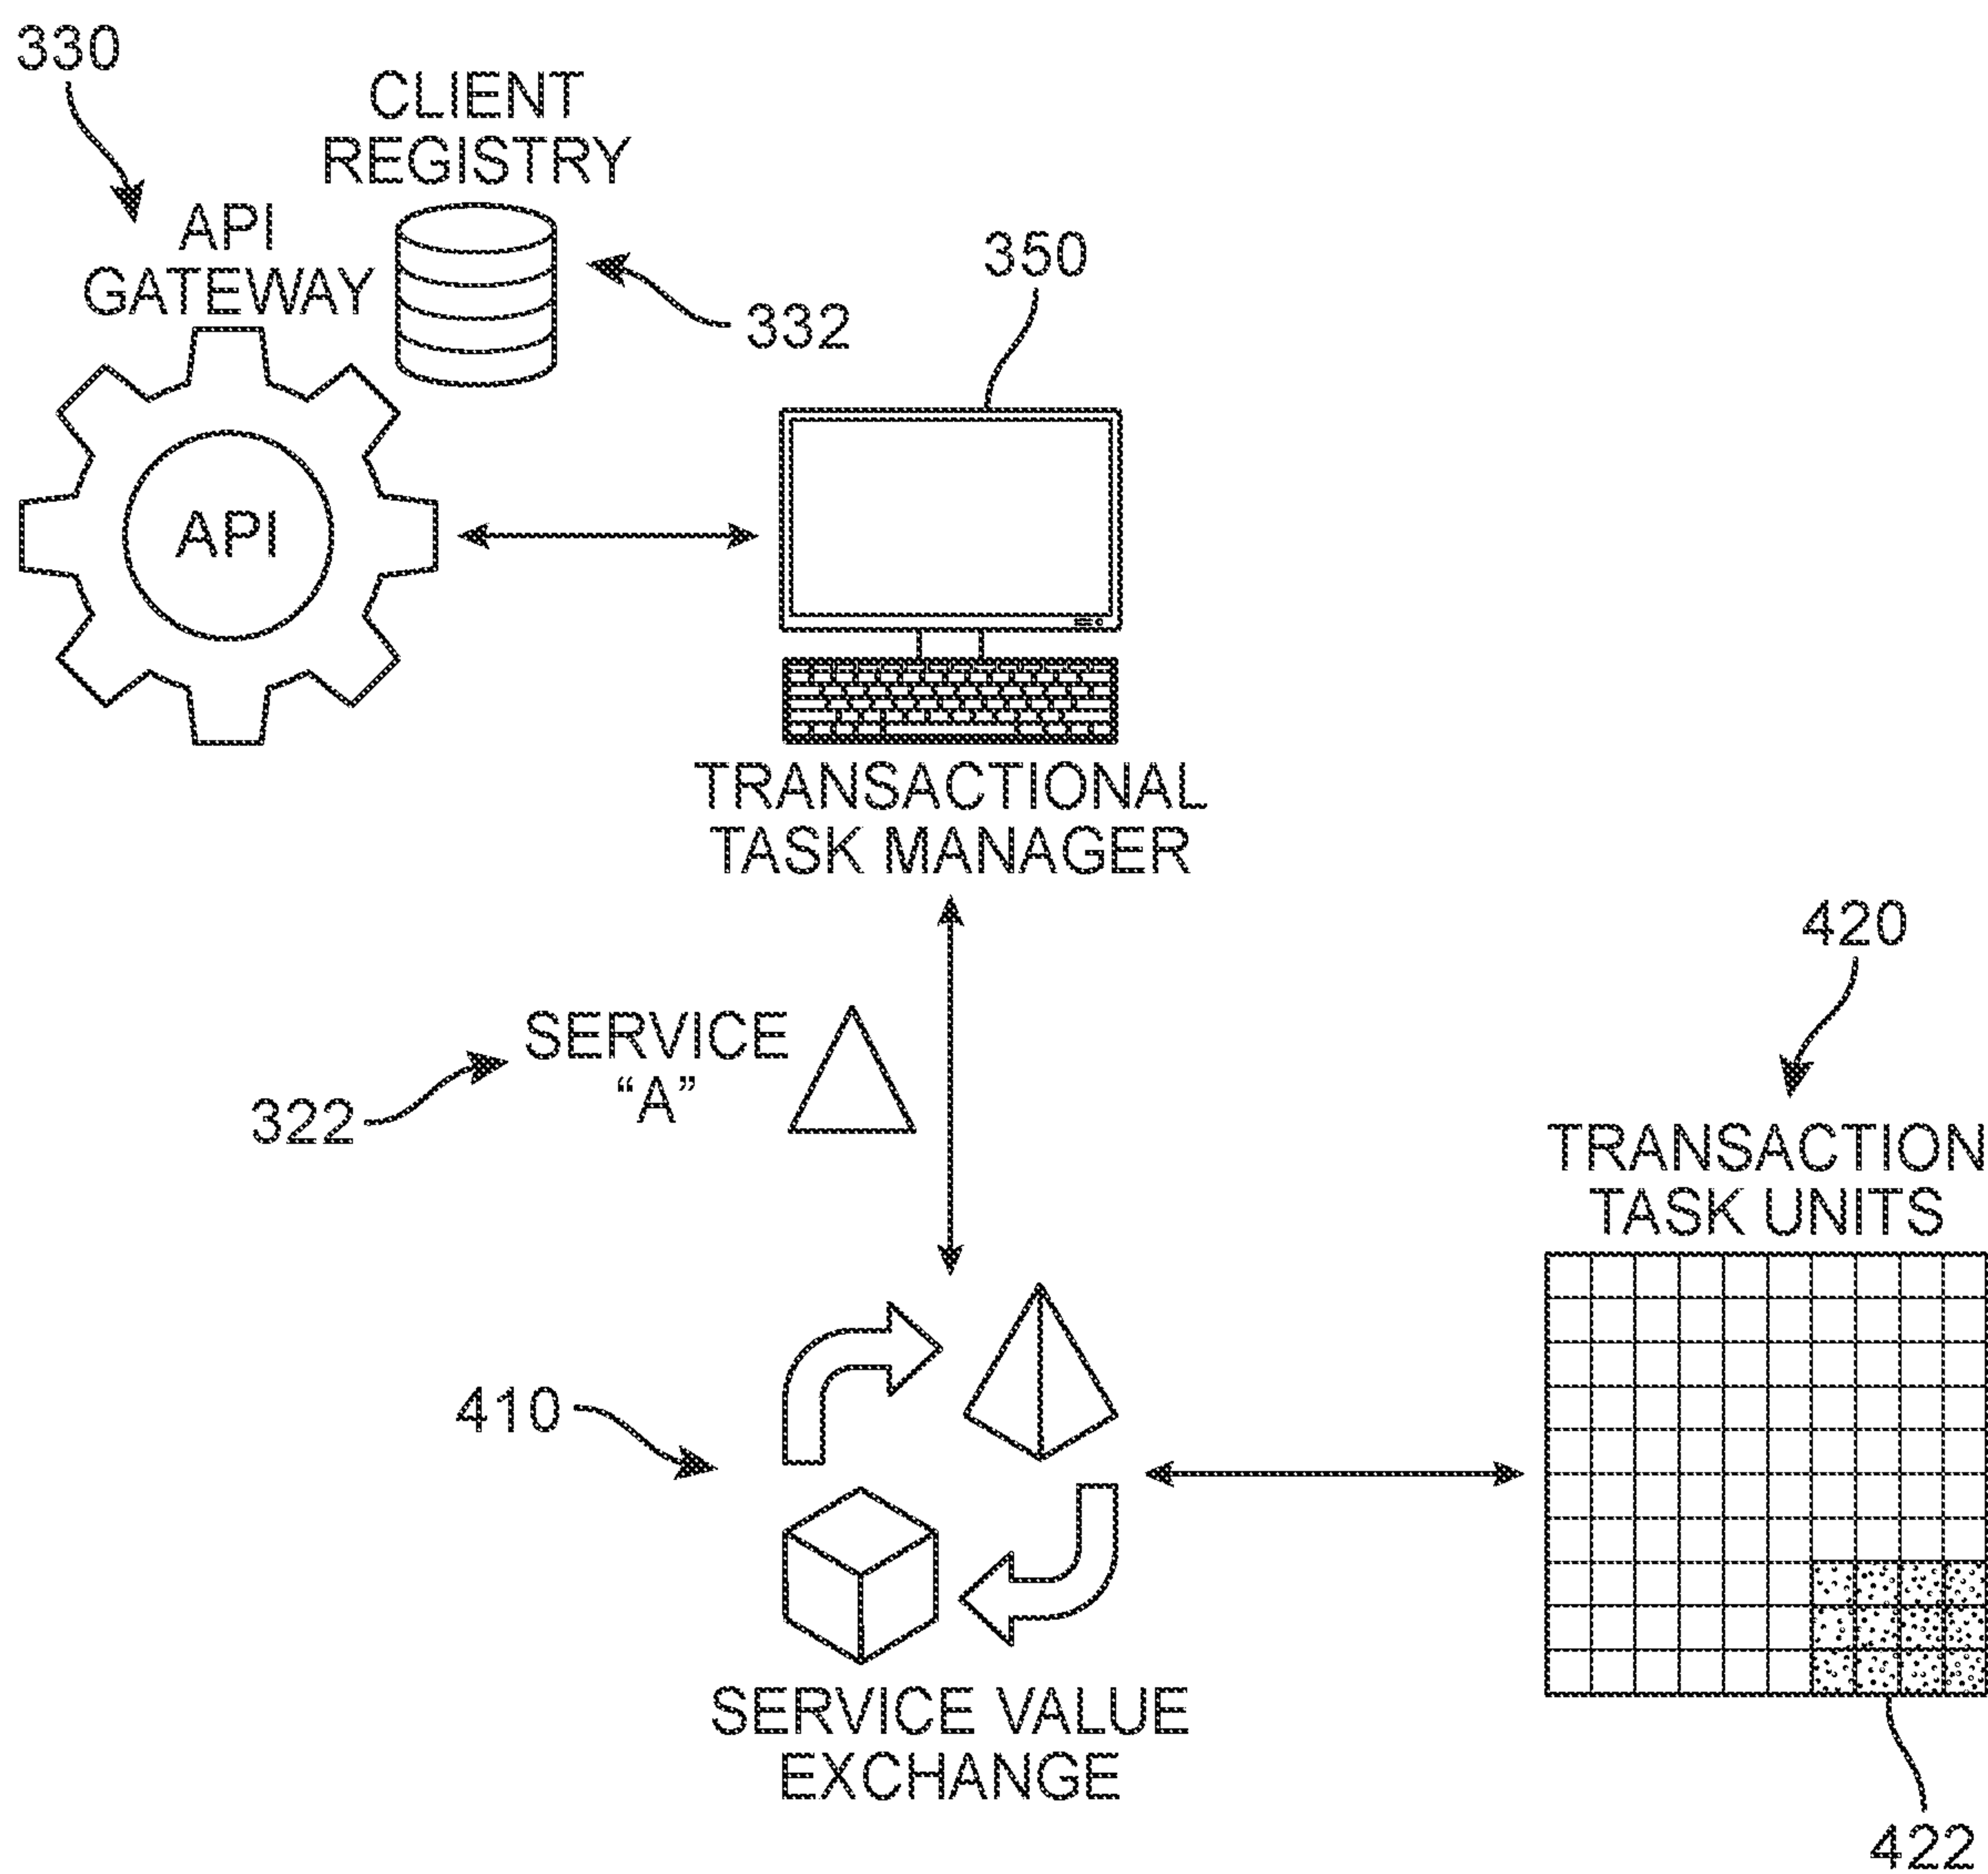 330
CLIENT
REGISTRY
API
GATEWAY
332
350
API
TRANSACTIONAL
TASK MANAGER
420
SERVICE
“A”
322
TRANSACTION
TASK UNITS
410
SERVICE VALUE
EXCHANGE
422